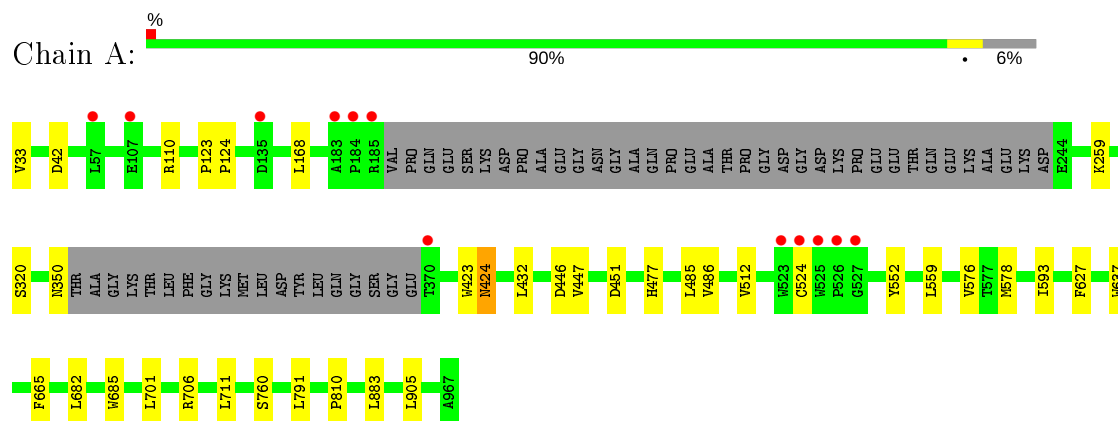 %
Chain A:
90% • 6%
V33 D42 L57 E107 R110 P123 P124 D135 L168 A183 P184 R185 VAL PRO GLN GLU SER LYS ASP PRO ALA GLU GLY ASN GLY ALA GLN PRO GLU ALA THR PRO GLY ASP GLY ASP LYS PRO GLU GLU THR GLN GLU LYS ALA GLU LYS ASP E244 K259
S320 N350 THR ALA GLY LYS THR LEU PHE GLY LYS MET LEU ASP TYR LEU GLN GLY SER GLY GLU T370 W423 N424 L432 D446 V447 D451 H477 L485 V486 V512 W523 C524 W525 P526 G527 Y552 L559 V576 T577 M578 I593 F627 W637
F665 L682 W685 L701 R706 L711 S760 L791 P810 L883 L905 A967